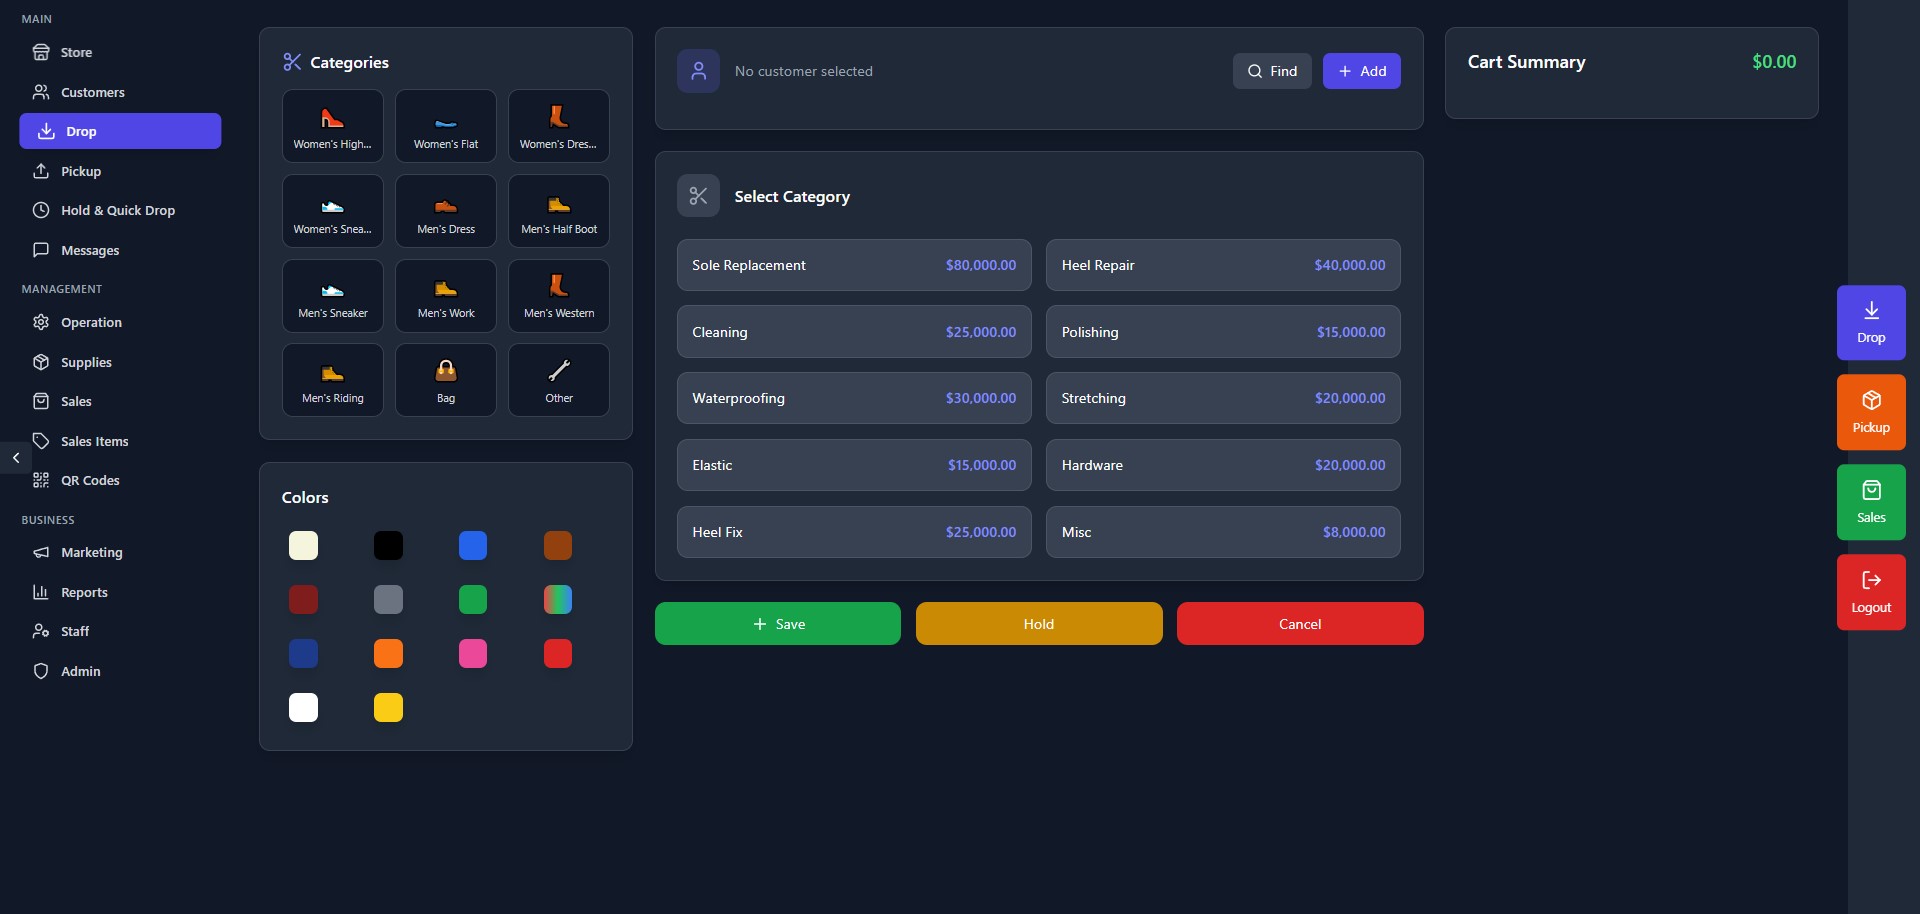 MAIN
Store
Customers
Drop
Pickup
Hold & Quick Drop
Messages
MANAGEMENT
Operation
Supplies
Sales
Sales Items
QR Codes
BUSINESS
Marketing
Reports
Staff
Admin
Categories
Women's High...
Women's Flat
Women's Dres...
Women's Snea...
Men's Dress
Men's Half Boot
Men's Sneaker
Men's Work
Men's Western
Men's Riding
Bag
Other
Colors
No customer selected
Find
Add
Select Category
Sole Replacement $80,000.00
Heel Repair $40,000.00
Cleaning $25,000.00
Polishing $15,000.00
Waterproofing $30,000.00
Stretching $20,000.00
Elastic $15,000.00
Hardware $20,000.00
Heel Fix $25,000.00
Misc $8,000.00
Save
Hold
Cancel
Cart Summary $0.00
Drop
Pickup
Sales
Logout